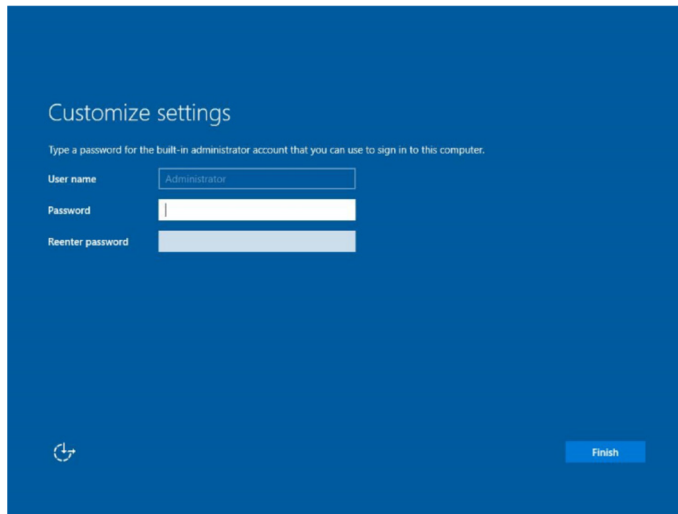 Customize settings
Type a password for the built-in administrator account that you can use to sign in to this computer.
User name
Administrator
Password
Reenter password
Finish